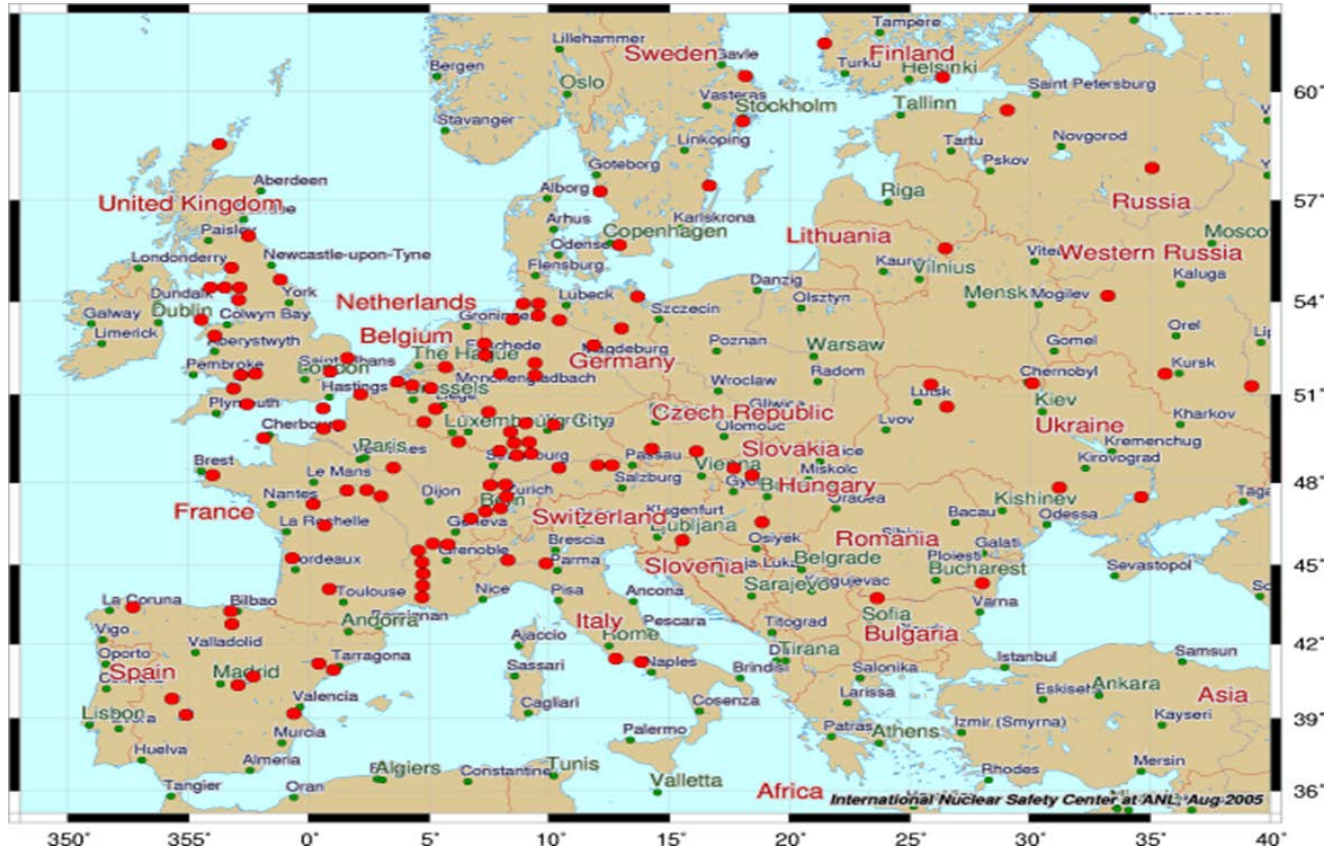 Tampere
Lillehammer
Sweden
Gavle
Finland
Bergen
Turku
Helsinki
Oslo
Saint Petersburg
60°
Vasteras
Stockholm
Tallinn
Stavanger
Linkoping
Tartu
Novgorod
Pskov
Goteborg
Aberdeen
Alborg
Riga
United Kingdom
Russia
57°
Arhus
Karlskrona
Paisley
Copenhagen
Lithuania
Moscow
Newcastle-upon-Tyne
Odense
Western Russia
Londonderry
Flensburg
Vilnius
Kaluga
Danzig
Dundalk
York
Netherlands
Lubeck
Olsztyn
Mensk
Mogilev
54°
Dublin
Galway
Colwyn Bay
Szczecin
Limerick
Belgium
Orel
Aberystwyth
The Hague
Magdeburg
Poznan
Warsaw
Gomel
Germany
Pembroke
London
Radom
Chernobyl
Kursk
Hastings
Brussels
Wroclaw
Lutsk
51°
Plymouth
Liege
Gliwice
Kiev
Luxembourg
Czech Republic
Lvov
Kharkov
Cherbourg
Olomouc
Ukraine
Kremenchug
Paris
Slovakia
Brest
Le Mans
Passau
Vienna
Miskolc
Kirovograd
Salzburg
Hungary
48°
Nantes
Dijon
Zurich
Oradea
Kishinev
France
Bern
Switzerland
Klagenfurt
Odessa
La Rochelle
Geneva
Ljubljana
Bacau
Romania
Grenoble
Brescia
Osiyek
Galati
Bordeaux
Parma
Slovenia
Banja Luka
Belgrade
Ploiesti
Bucharest
Sevastopol
45°
Toulouse
Nice
Pisa
Sarajevo
Kragujevac
La Coruna
Bilbao
Ancona
Varna
Andorra
Italy
Sofia
Vigo
Valladolid
Ajaccio
Rome
Pescara
Titograd
Bulgaria
42°
Oporto
Spain
Madrid
Tarragona
Sassari
Naples
Brindisi
Tirana
Salonika
Istanbul
Samsun
Valencia
Cagliari
Cosenza
Larissa
Eskisehir
Ankara
Asia
Lisbon
Kayseri
39°
Murcia
Palermo
Patras
Athens
Izmir (Smyrna)
Huelva
Almeria
Algiers
Constantine
Tunis
Mersin
Tangier
Oran
Valletta
Rhodes
Africa
36°
International Nuclear Safety Center at ANL, Aug 2005
350° 355° 0° 5° 10° 15° 20° 25° 30° 35° 40°